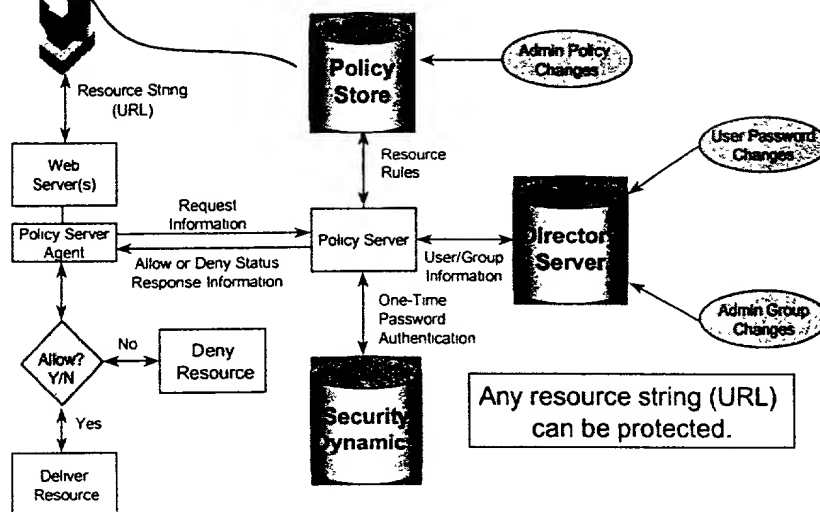 Resource String
(URL)
Web
Server(s)
Policy Server
Agent
Allow?
Y/N
No
Deny
Resource
Yes
Deliver
Resource
Request
Information
Allow or Deny Status
Response Information
Policy
Store
Admin Policy
Changes
Resource
Rules
Policy Server
User/Group
Information
Director
Server
User Password
Changes
Admin Group
Changes
One-Time
Password
Authentication
Security
Dynamic
Any resource string (URL)
can be protected.